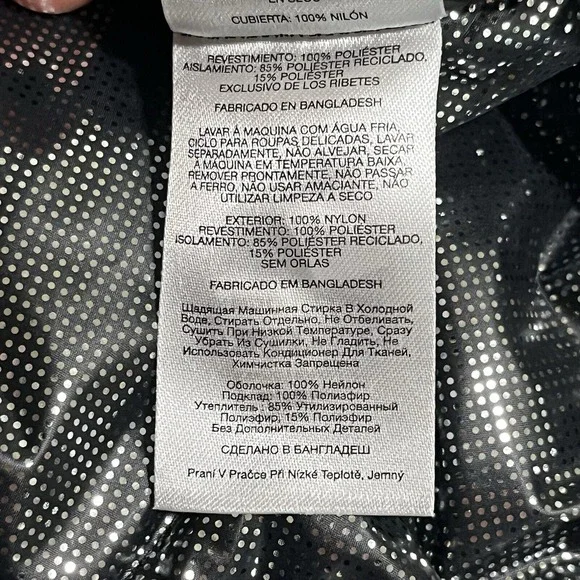 EN SECO
CUBIERTA: 100% NILÓN
REVESTIMIENTO: 100% POLIÉSTER
AISLAMIENTO: 85% POLIÉSTER RECICLADO,
15% POLIÉSTER
EXCLUSIVO DE LOS RIBETES
FABRICADO EN BANGLADESH
LAVAR À MAQUINA COM ÁGUA FRIA,
CICLO PARA ROUPAS DELICADAS, LAVAR
SEPARADAMENTE, NÃO ALVEJAR, SECAR
À MAQUINA EM TEMPERATURA BAIXA,
REMOVER PRONTAMENTE, NÃO PASSAR
A FERRO, NÃO USAR AMACIANTE, NÃO
UTILIZAR LIMPEZA A SECO
EXTERIOR: 100% NYLON
REVESTIMENTO: 100% POLIÉSTER
ISOLAMENTO: 85% POLIÉSTER RECICLADO,
15% POLIÉSTER
SEM ORLAS
FABRICADO EM BANGLADESH
Щадящая Машинная Стирка В Холодной
Воде, Стирать Отдельно, Не Отбеливать,
Сушить При Низкой Температуре, Сразу
Убрать Из Сушилки, Не Гладить, Не
Использовать Кондиционер Для Тканей,
Химчистка Запрещена
Оболочка: 100% Нейлон
Подклад: 100% Полиэфир
Утеплитель : 85% Утилизированный
Полиэфир, 15% Полиэфир
Без Дополнительных Деталей
СДЕЛАНО В БАНГЛАДЕШ
Praní V Pračce Při Nízké Teplotě, Jemný